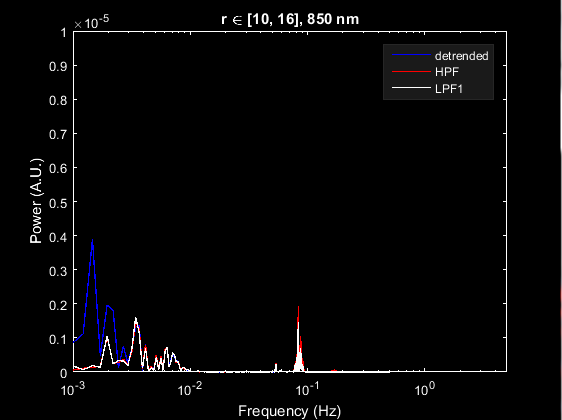 r ∈ [10, 16], 850 nm
×10^-5
1
0.9
0.8
0.7
0.6
0.5
0.4
0.3
0.2
0.1
0
Power (A.U.)
detrended
HPF
LPF1
10^-3 10^-2 10^-1 10^0
Frequency (Hz)